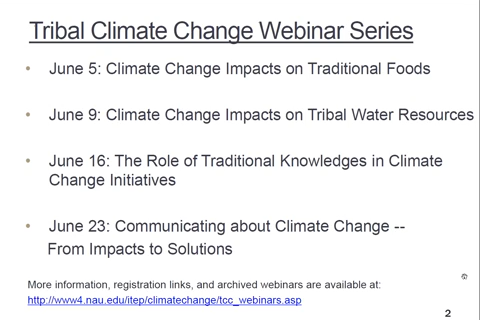 Tribal Climate Change Webinar Series
• June 5: Climate Change Impacts on Traditional Foods
• June 9: Climate Change Impacts on Tribal Water Resources
• June 16: The Role of Traditional Knowledges in Climate
Change Initiatives
• June 23: Communicating about Climate Change --
From Impacts to Solutions
More information, registration links, and archived webinars are available at:
http://www4.nau.edu/itep/climatechange/tcc_webinars.asp
2